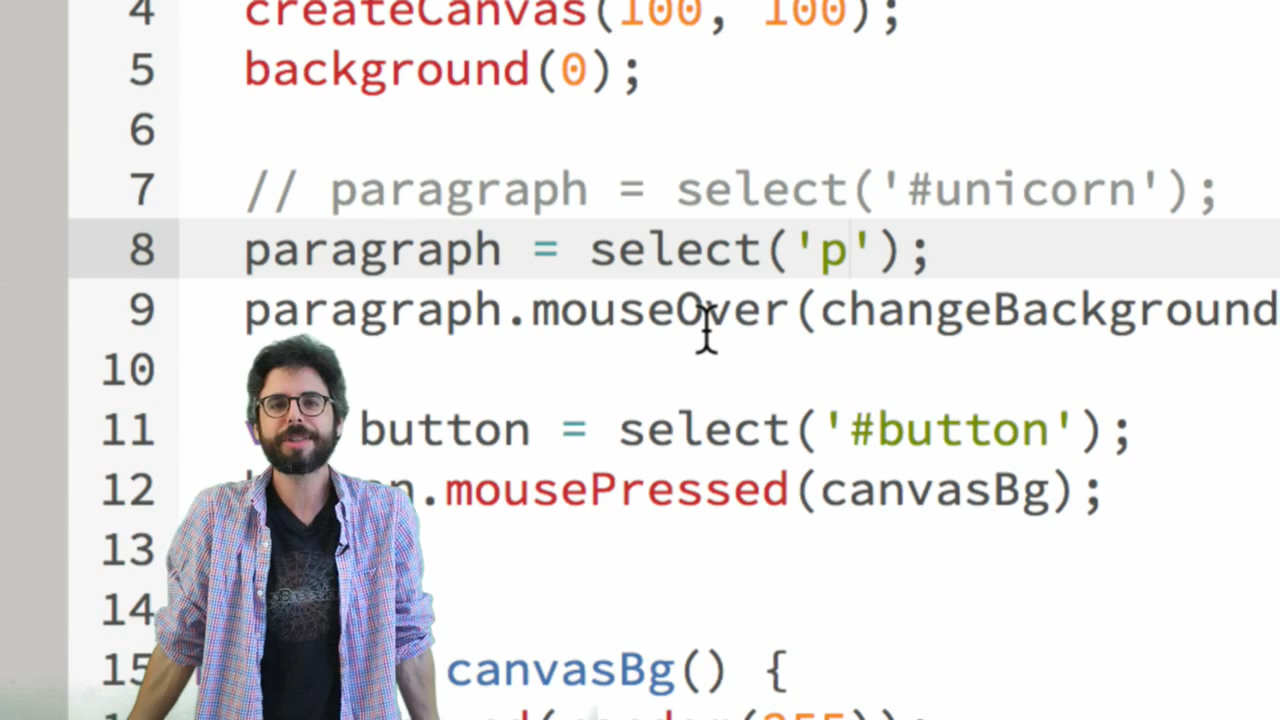 4 createCanvas(100, 100);
5 background(0);
6
7 // paragraph = select('#unicorn');
8 paragraph = select('p');
9 paragraph.mouseOver(changeBackground
10
11 button = select('#button');
12 n.mousePressed(canvasBg);
13
14
15 canvasBg() {
(255));